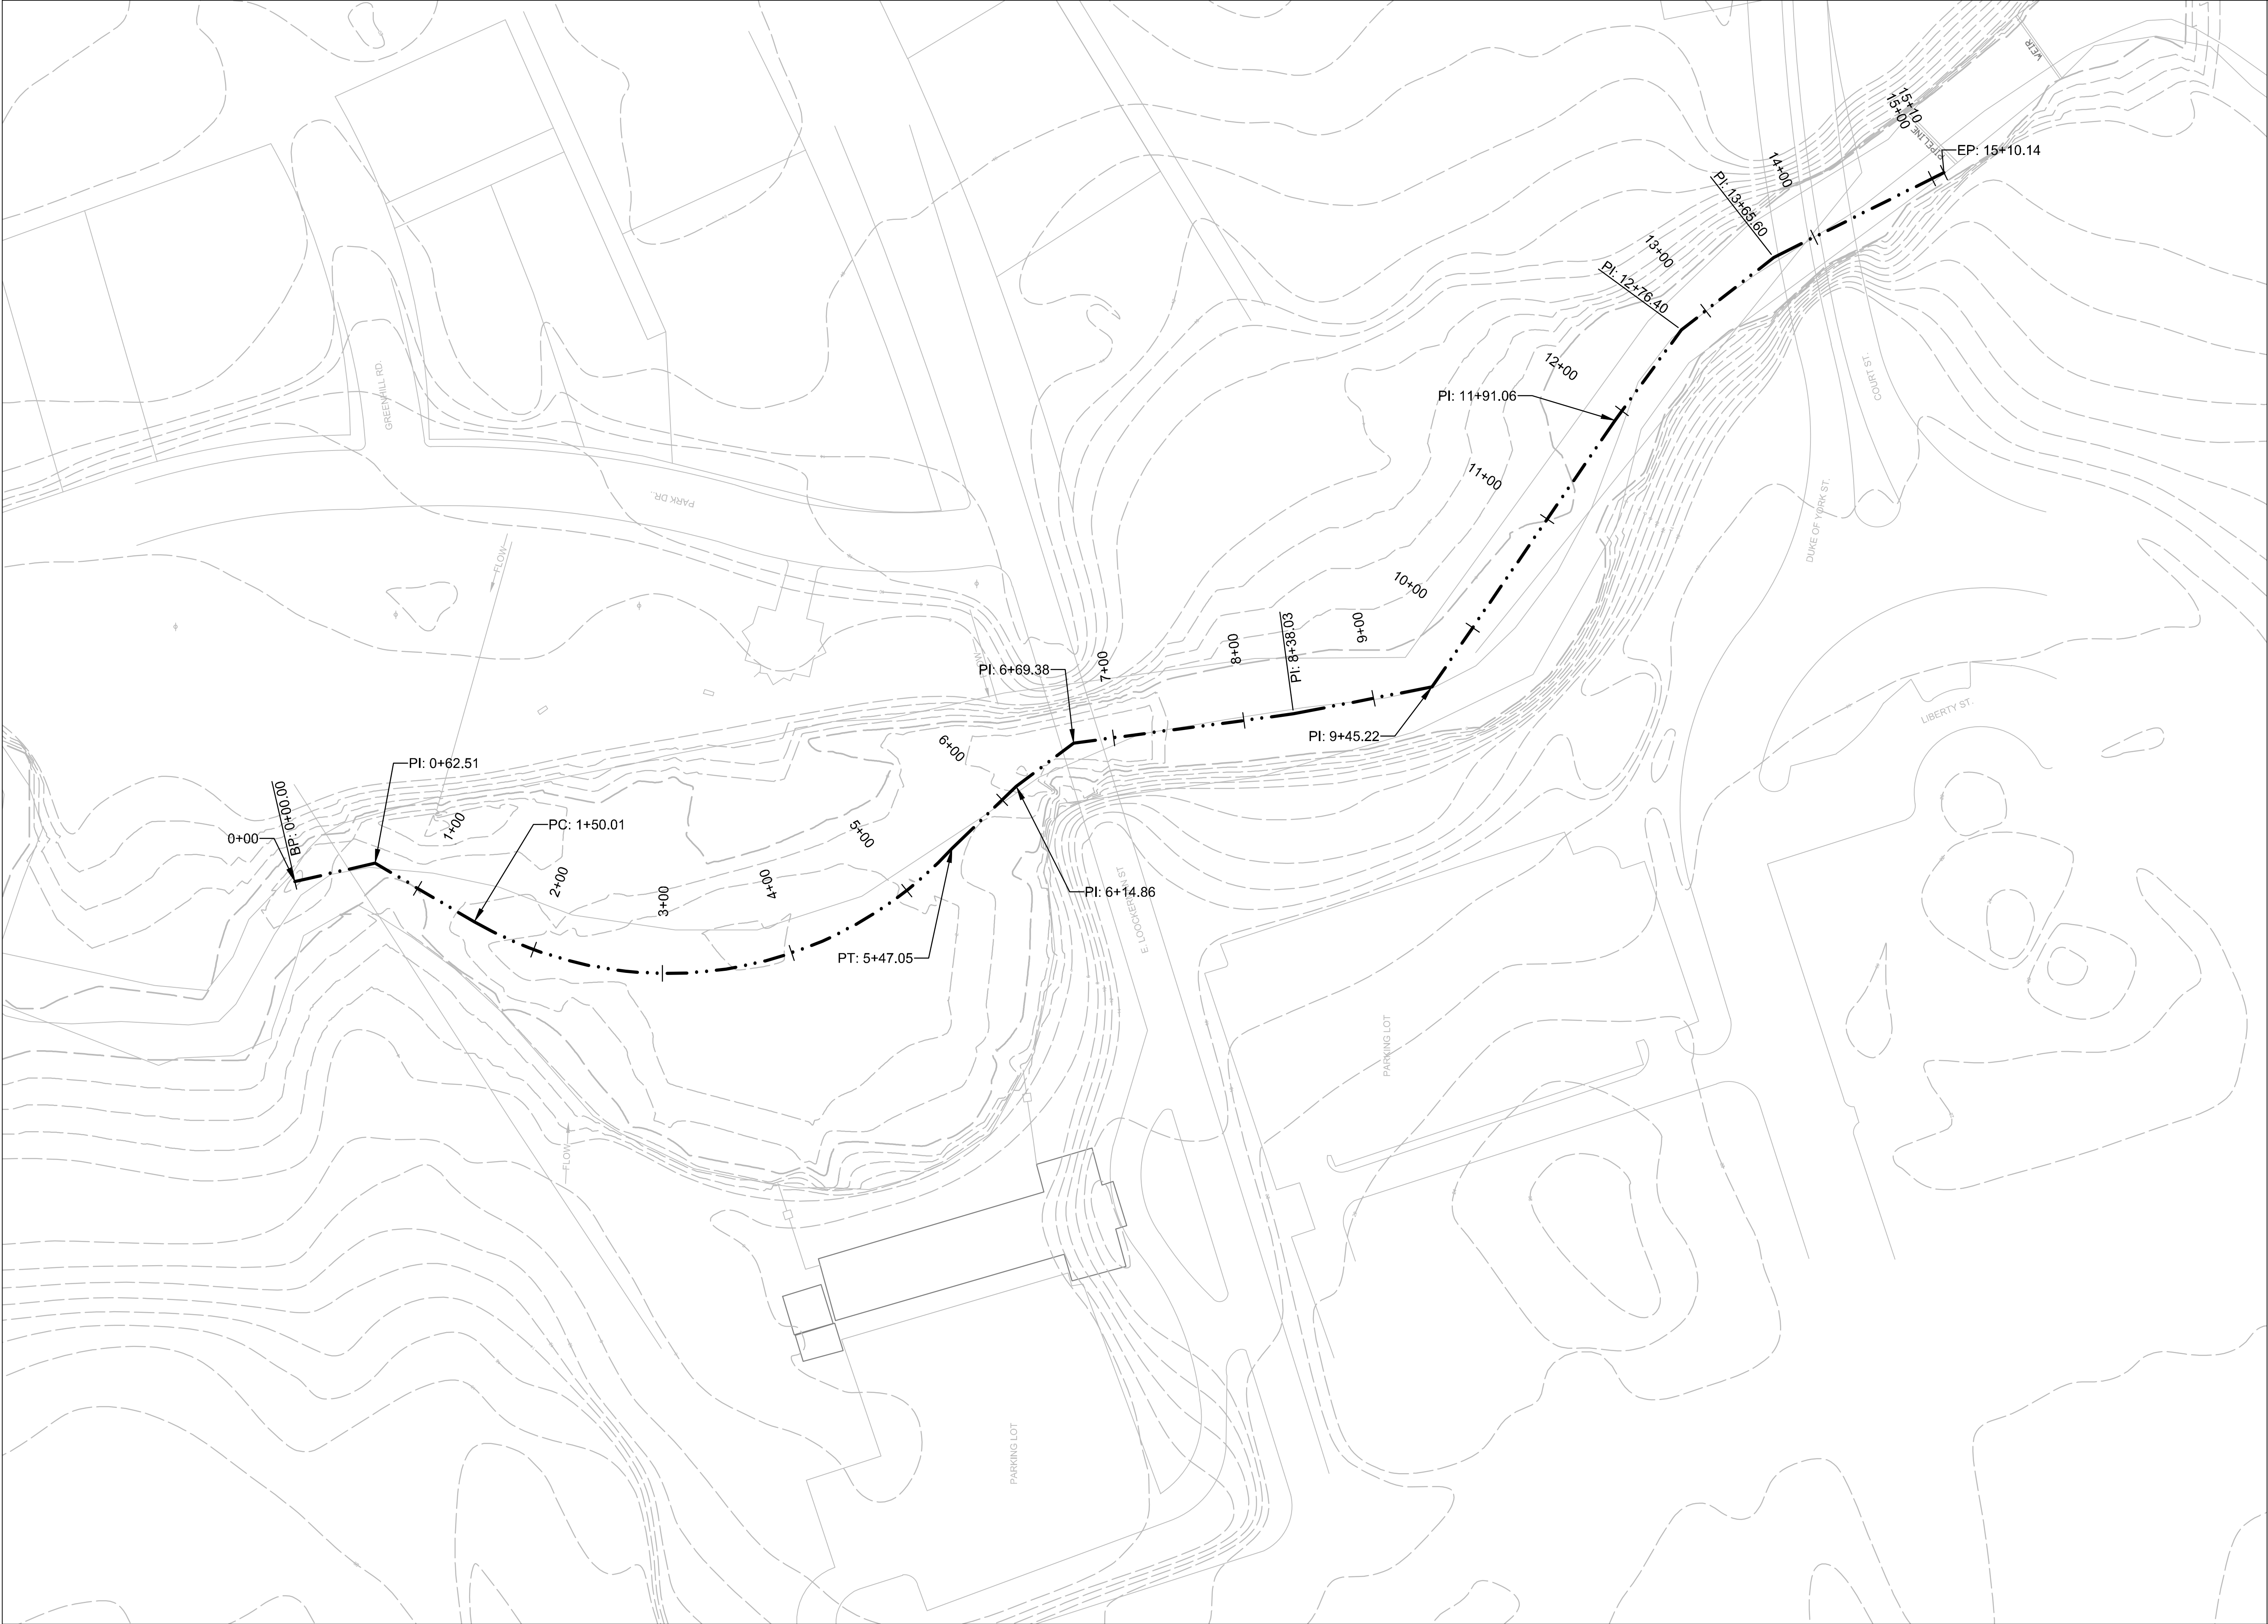 WEIR
15+10
15+00
PIPELINE
EP: 15+10.14
14+00
PI: 13+65.60
13+00
PI: 12+76.40
12+00
PI: 11+91.06
COURT ST.
GREENHILL RD.
11+00
PARK DR.
DUKE OF YORK ST.
FLOW
10+00
PI: 8+38.03
9+00
8+00
7+00
PI: 6+69.38
LIBERTY ST.
PI: 9+45.22
6+00
PI: 0+62.51
BP: 0+00.00
0+00
1+00
PC: 1+50.01
5+00
2+00
3+00
4+00
PI: 6+14.86
E. LOOCKERMAN ST
PT: 5+47.05
PARKING LOT
FLOW
PARKING LOT